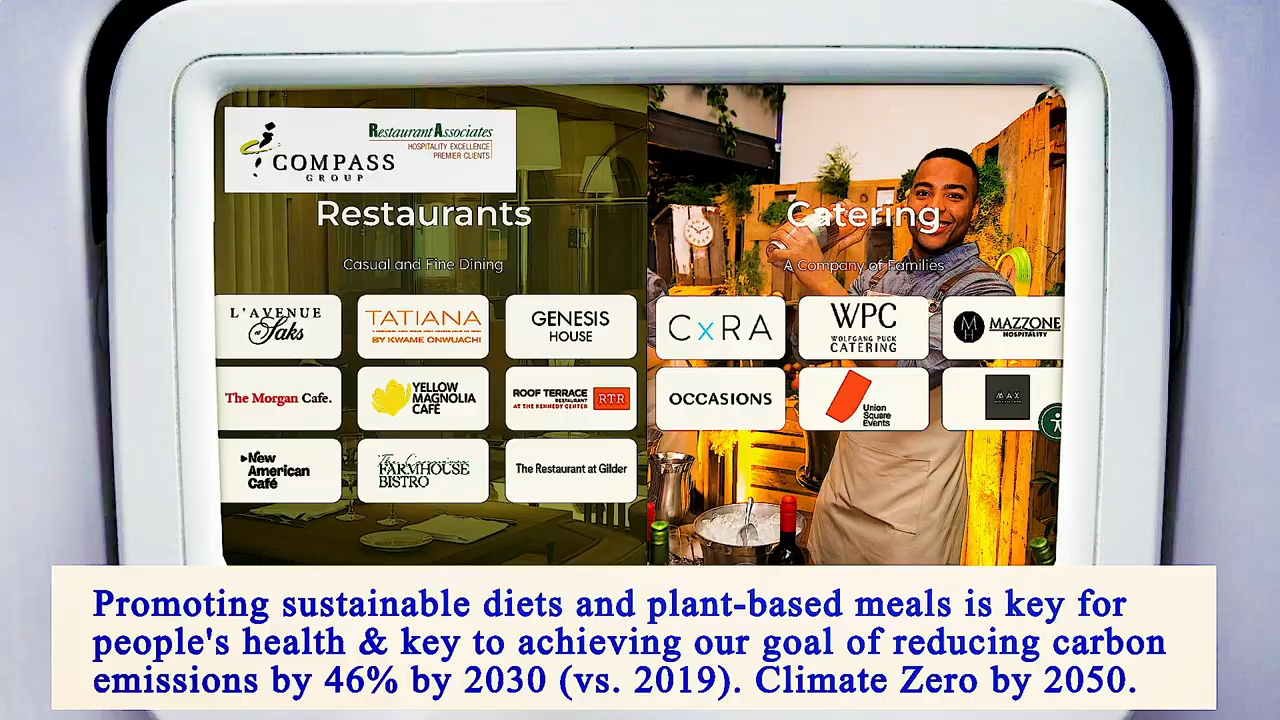 COMPASS
GROUP
RESTAURANT ASSOCIATES
HOSPITALITY EXCELLENCE
PREMIER CLIENTS
Restaurants
Casual and Fine Dining
L'AVENUE
Saks
TATIANA
BY KWAME ONWUACHI
GENESIS
HOUSE
The Morgan Cafe.
YELLOW
MAGNOLIA
CAFÉ
ROOF TERRACE
RESTAURANT
AT THE KENNEDY CENTER
RTR
New
American
Café
FARMHOUSE
BISTRO
The Restaurant at Gilder
Catering
A Company of Families
CxRA
WPC
WOLFGANG PUCK
CATERING
MH
MAZZONE
HOSPITALITY
OCCASIONS
Union
Square
Events
MAX
Promoting sustainable diets and plant-based meals is key for
people's health & key to achieving our goal of reducing carbon
emissions by 46% by 2030 (vs. 2019). Climate Zero by 2050.